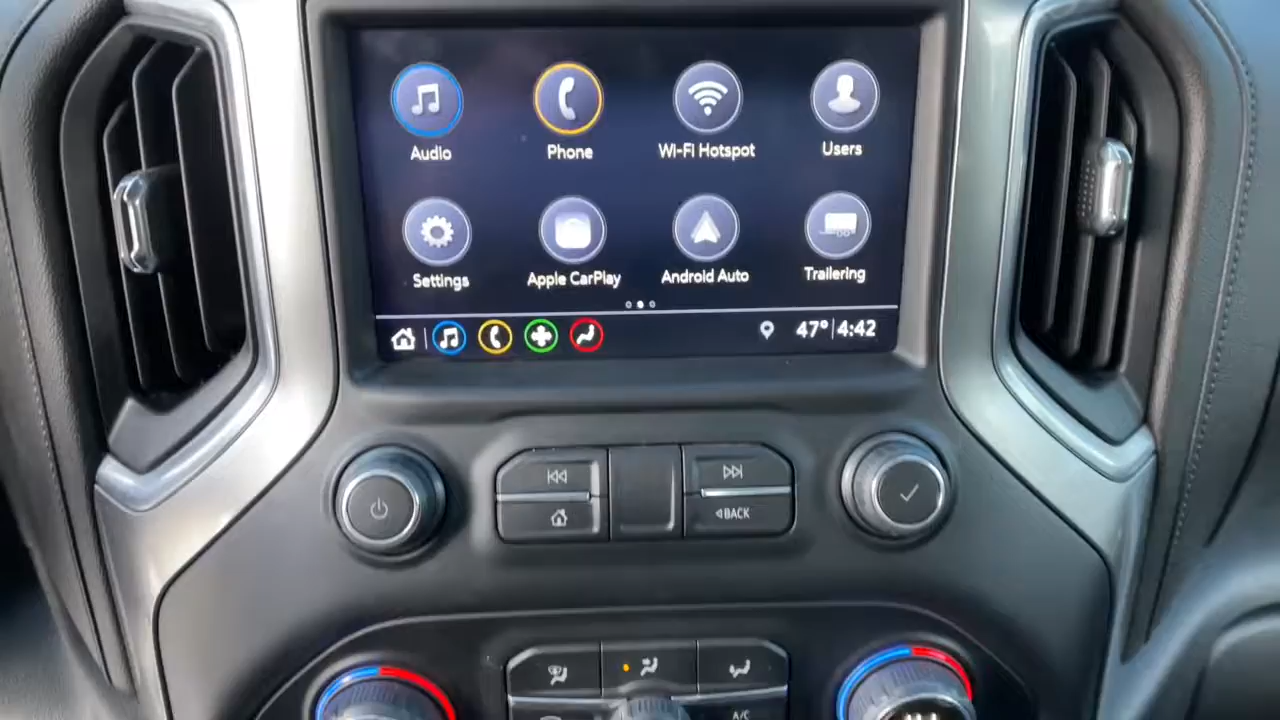 Audio Phone Wi-Fi Hotspot Users
Settings Apple CarPlay Android Auto Trailering
47° 4:42
BACK
A/C